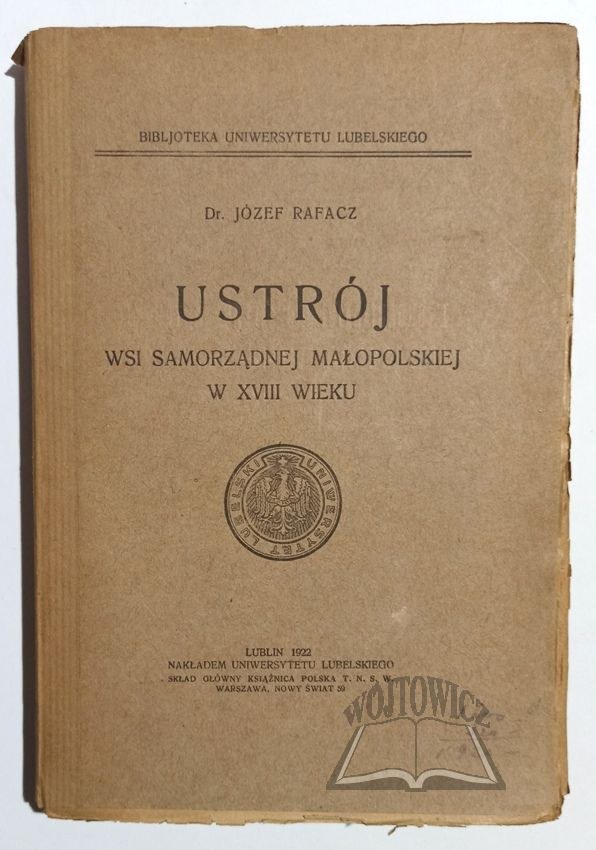 BIBLJOTEKA UNIWERSYTETU LUBELSKIEGO
Dr. JÓZEF RAFACZ
USTRÓJ
WSI SAMORZĄDNEJ MAŁOPOLSKIEJ
W XVIII WIEKU
UNIWERSYTET LUBELSKI
LUBLIN 1922
NAKŁADEM UNIWERSYTETU LUBELSKIEGO
SKŁAD GŁÓWNY KSIĄŻNICA POLSKA T. N. S. W.
WARSZAWA, NOWY ŚWIAT 59
WÓJTOWICZ